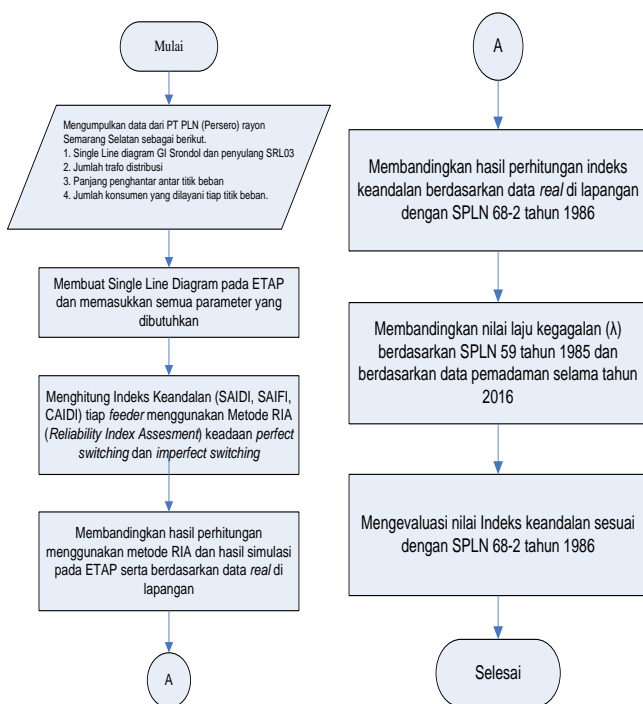 Mulai
Mengumpulkan data dari PT PLN (Persero) rayon
Semarang Selatan sebagai berikut.
1. Single Line diagram GI Srondol dan penyulang SRL03
2. Jumlah trafo distribusi
3. Panjang penghantar antar titik beban
4. Jumlah konsumen yang dilayani tiap titik beban.
Membuat Single Line Diagram pada ETAP
dan memasukkan semua parameter yang
dibutuhkan
Menghitung Indeks Keandalan (SAIDI, SAIFI,
CAIDI) tiap feeder menggunakan Metode RIA
(Reliability Index Assesment) keadaan perfect
switching dan imperfect switching
Membandingkan hasil perhitungan
menggunakan metode RIA dan hasil simulasi
pada ETAP serta berdasarkan data real di
lapangan
A
A
Membandingkan hasil perhitungan indeks
keandalan berdasarkan data real di lapangan
dengan SPLN 68-2 tahun 1986
Membandingkan nilai laju kegagalan (λ)
berdasarkan SPLN 59 tahun 1985 dan
berdasarkan data pemadaman selama tahun
2016
Mengevaluasi nilai Indeks keandalan sesuai
dengan SPLN 68-2 tahun 1986
Selesai